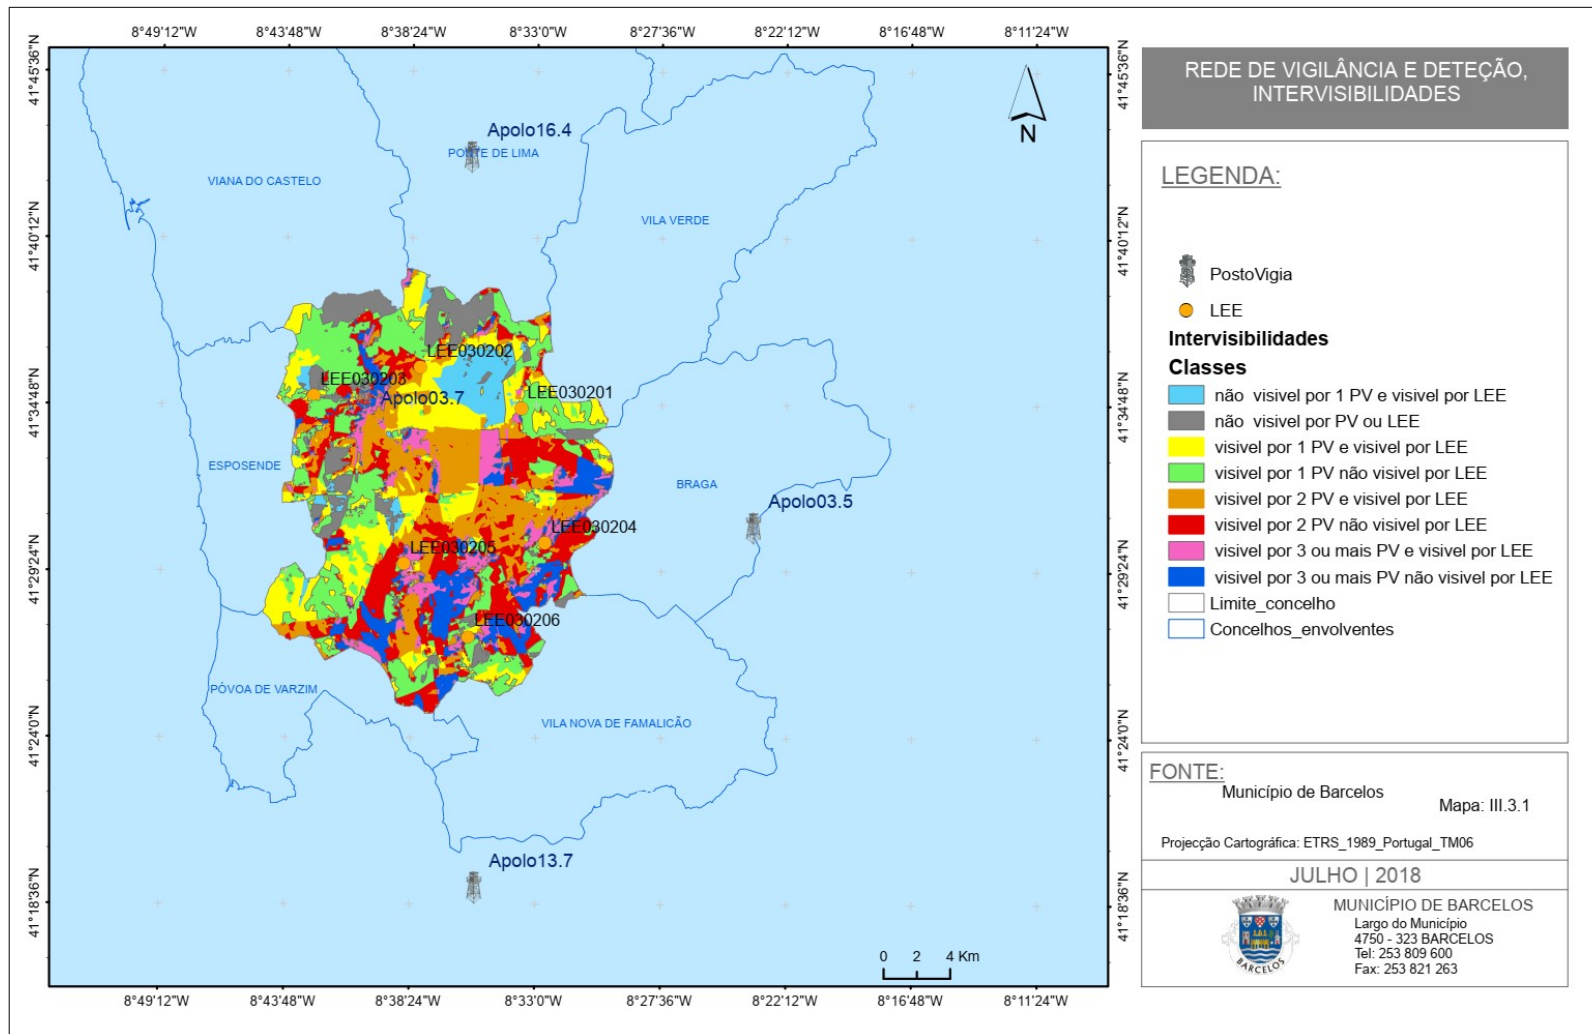 8°49'12"W 8°43'48"W 8°38'24"W 8°33'0"W 8°27'36"W 8°22'12"W 8°16'48"W 8°11'24"W
41°45'36"N
41°40'12"N
41°34'48"N
41°29'24"N
41°24'0"N
41°18'36"N
Apolo16.4
PONTE DE LIMA
VIANA DO CASTELO
VILA VERDE
LEE030202
LEE030203
Apolo03.7
LEE030201
ESPOSENDE
BRAGA
Apolo03.5
LEE030204
LEE030205
LEE030206
PÓVOA DE VARZIM
VILA NOVA DE FAMALICÃO
Apolo13.7
N
0 2 4 Km
41°45'36"N
41°40'12"N
41°34'48"N
41°29'24"N
41°24'0"N
41°18'36"N
8°49'12"W 8°43'48"W 8°38'24"W 8°33'0"W 8°27'36"W 8°22'12"W 8°16'48"W 8°11'24"W
REDE DE VIGILÂNCIA E DETEÇÃO,
INTERVISIBILIDADES
LEGENDA:
PostoVigia
LEE
Intervisibilidades
Classes
não visivel por 1 PV e visivel por LEE
não visivel por PV ou LEE
visivel por 1 PV e visivel por LEE
visivel por 1 PV não visivel por LEE
visivel por 2 PV e visivel por LEE
visivel por 2 PV não visivel por LEE
visivel por 3 ou mais PV e visivel por LEE
visivel por 3 ou mais PV não visivel por LEE
Limite_concelho
Concelhos_envolventes
FONTE:
Município de Barcelos
Mapa: III.3.1
Projecção Cartográfica: ETRS_1989_Portugal_TM06
JULHO | 2018
BARCELOS
MUNICÍPIO DE BARCELOS
Largo do Município
4750 - 323 BARCELOS
Tel: 253 809 600
Fax: 253 821 263